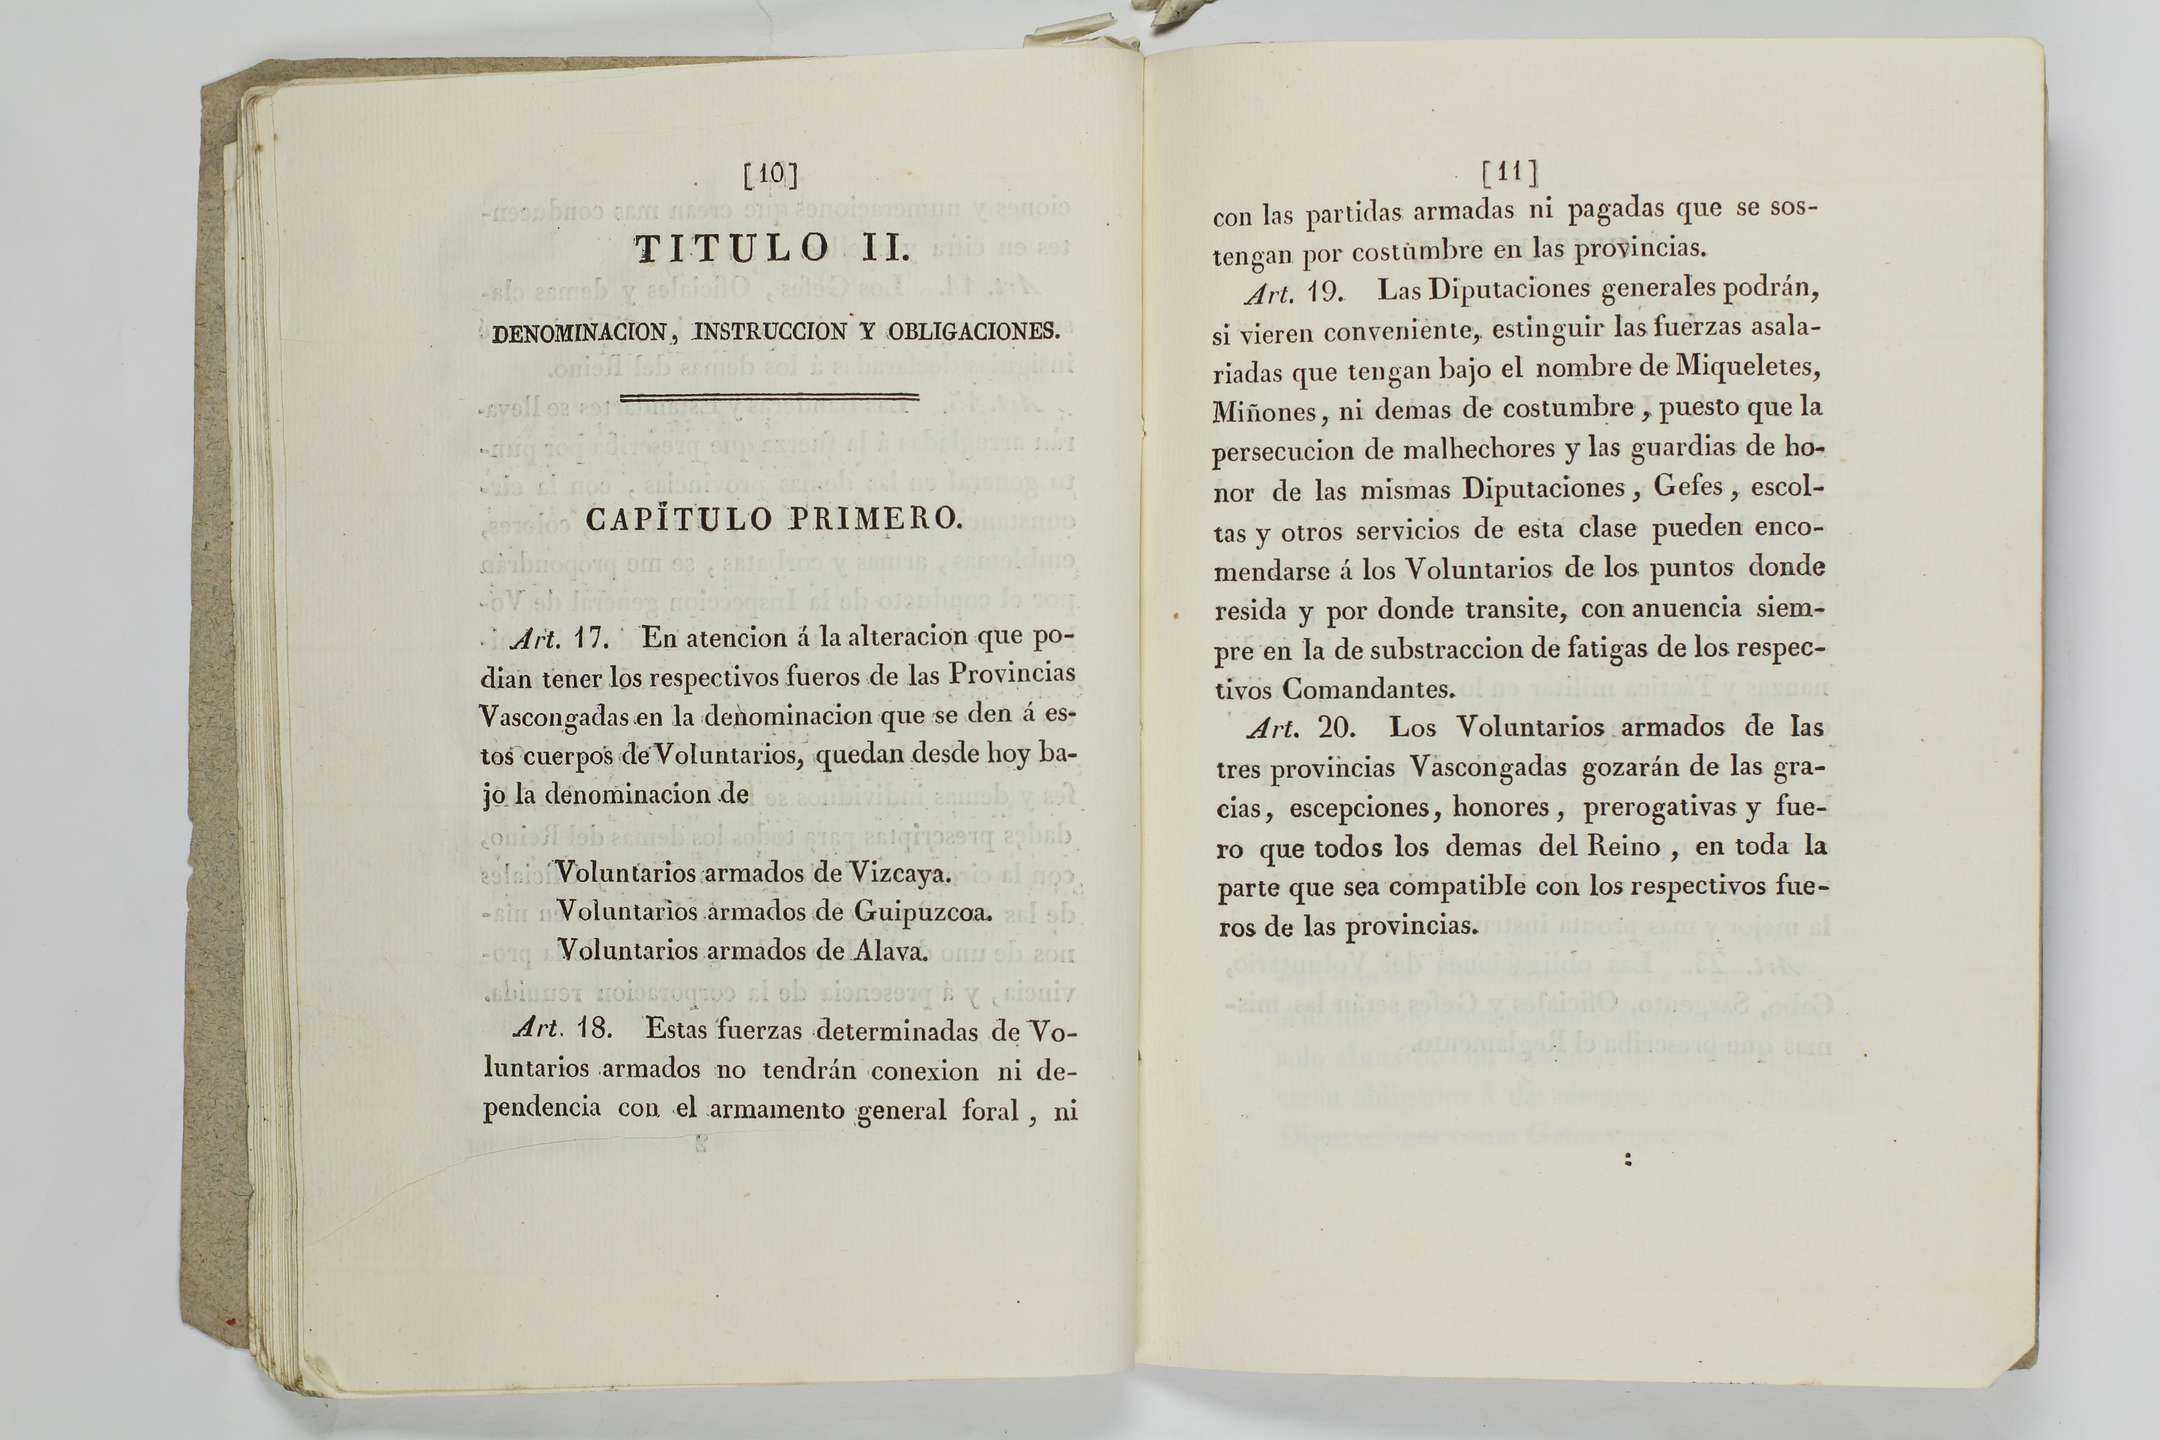 [10]
TITULO II.
DENOMINACION, INSTRUCCION Y OBLIGACIONES.
CAPÍTULO PRIMERO.
Art. 17. En atencion á la alteracion que po-
dian tener los respectivos fueros de las Provincias
Vascongadas en la denominacion que se den á es-
tos cuerpos de Voluntarios, quedan desde hoy ba-
jo la denominacion de
Voluntarios armados de Vizcaya.
Voluntarios armados de Guipuzcoa.
Voluntarios armados de Alava.
Art. 18. Estas fuerzas determinadas de Vo-
luntarios armados no tendrán conexion ni de-
pendencia con el armamento general foral, ni
[11]
con las partidas armadas ni pagadas que se sos-
tengan por costumbre en las provincias.
Art. 19. Las Diputaciones generales podrán,
si vieren conveniente, estinguir las fuerzas asala-
riadas que tengan bajo el nombre de Miqueletes,
Miñones, ni demas de costumbre, puesto que la
persecucion de malhechores y las guardias de ho-
nor de las mismas Diputaciones, Gefes, escol-
tas y otros servicios de esta clase pueden enco-
mendarse á los Voluntarios de los puntos donde
resida y por donde transite, con anuencia siem-
pre en la de substraccion de fatigas de los respec-
tivos Comandantes.
Art. 20. Los Voluntarios armados de las
tres provincias Vascongadas gozarán de las gra-
cias, escepciones, honores, prerogativas y fue-
ro que todos los demas del Reino, en toda la
parte que sea compatible con los respectivos fue-
ros de las provincias.
: